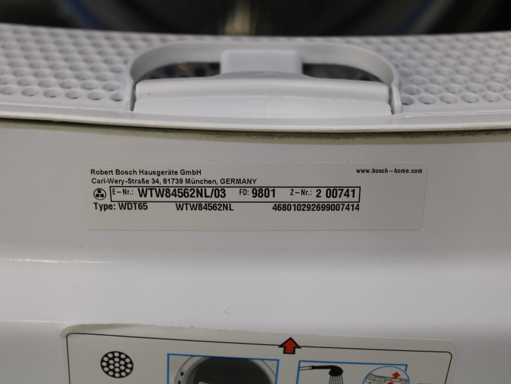 Robert Bosch Hausgeräte GmbH
Carl-Wery-Straße 34, 81739 München, GERMANY
www.bosch-home.com
E-Nr.: WTW84562NL/03 FD: 9801 Z-Nr.: 2 00741
Type: WDT65 WTW84562NL 468010292699007414